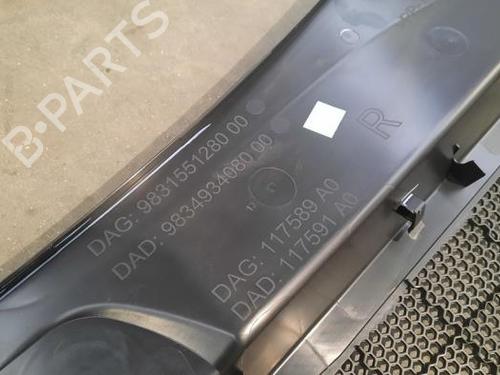 B-PARTS
DAG: 9831551280 00
DAD: 9834934080 00
DAG: 117589 A0
DAD: 117591 A0
R